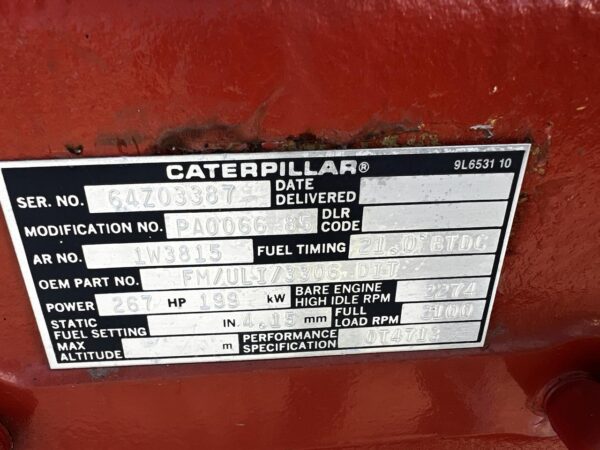 CATERPILLAR® 9L6531 10
SER. NO. 64Z03387 DATE DELIVERED
MODIFICATION NO. PA0066-85 DLR CODE
AR NO. 1W3815 FUEL TIMING 21.0°BTDC
OEM PART NO. FM/ULI/3306 DIT
POWER 267 HP 199 kW BARE ENGINE HIGH IDLE RPM 2274
STATIC FUEL SETTING IN 4.15 mm FULL LOAD RPM 2100
MAX ALTITUDE m PERFORMANCE SPECIFICATION